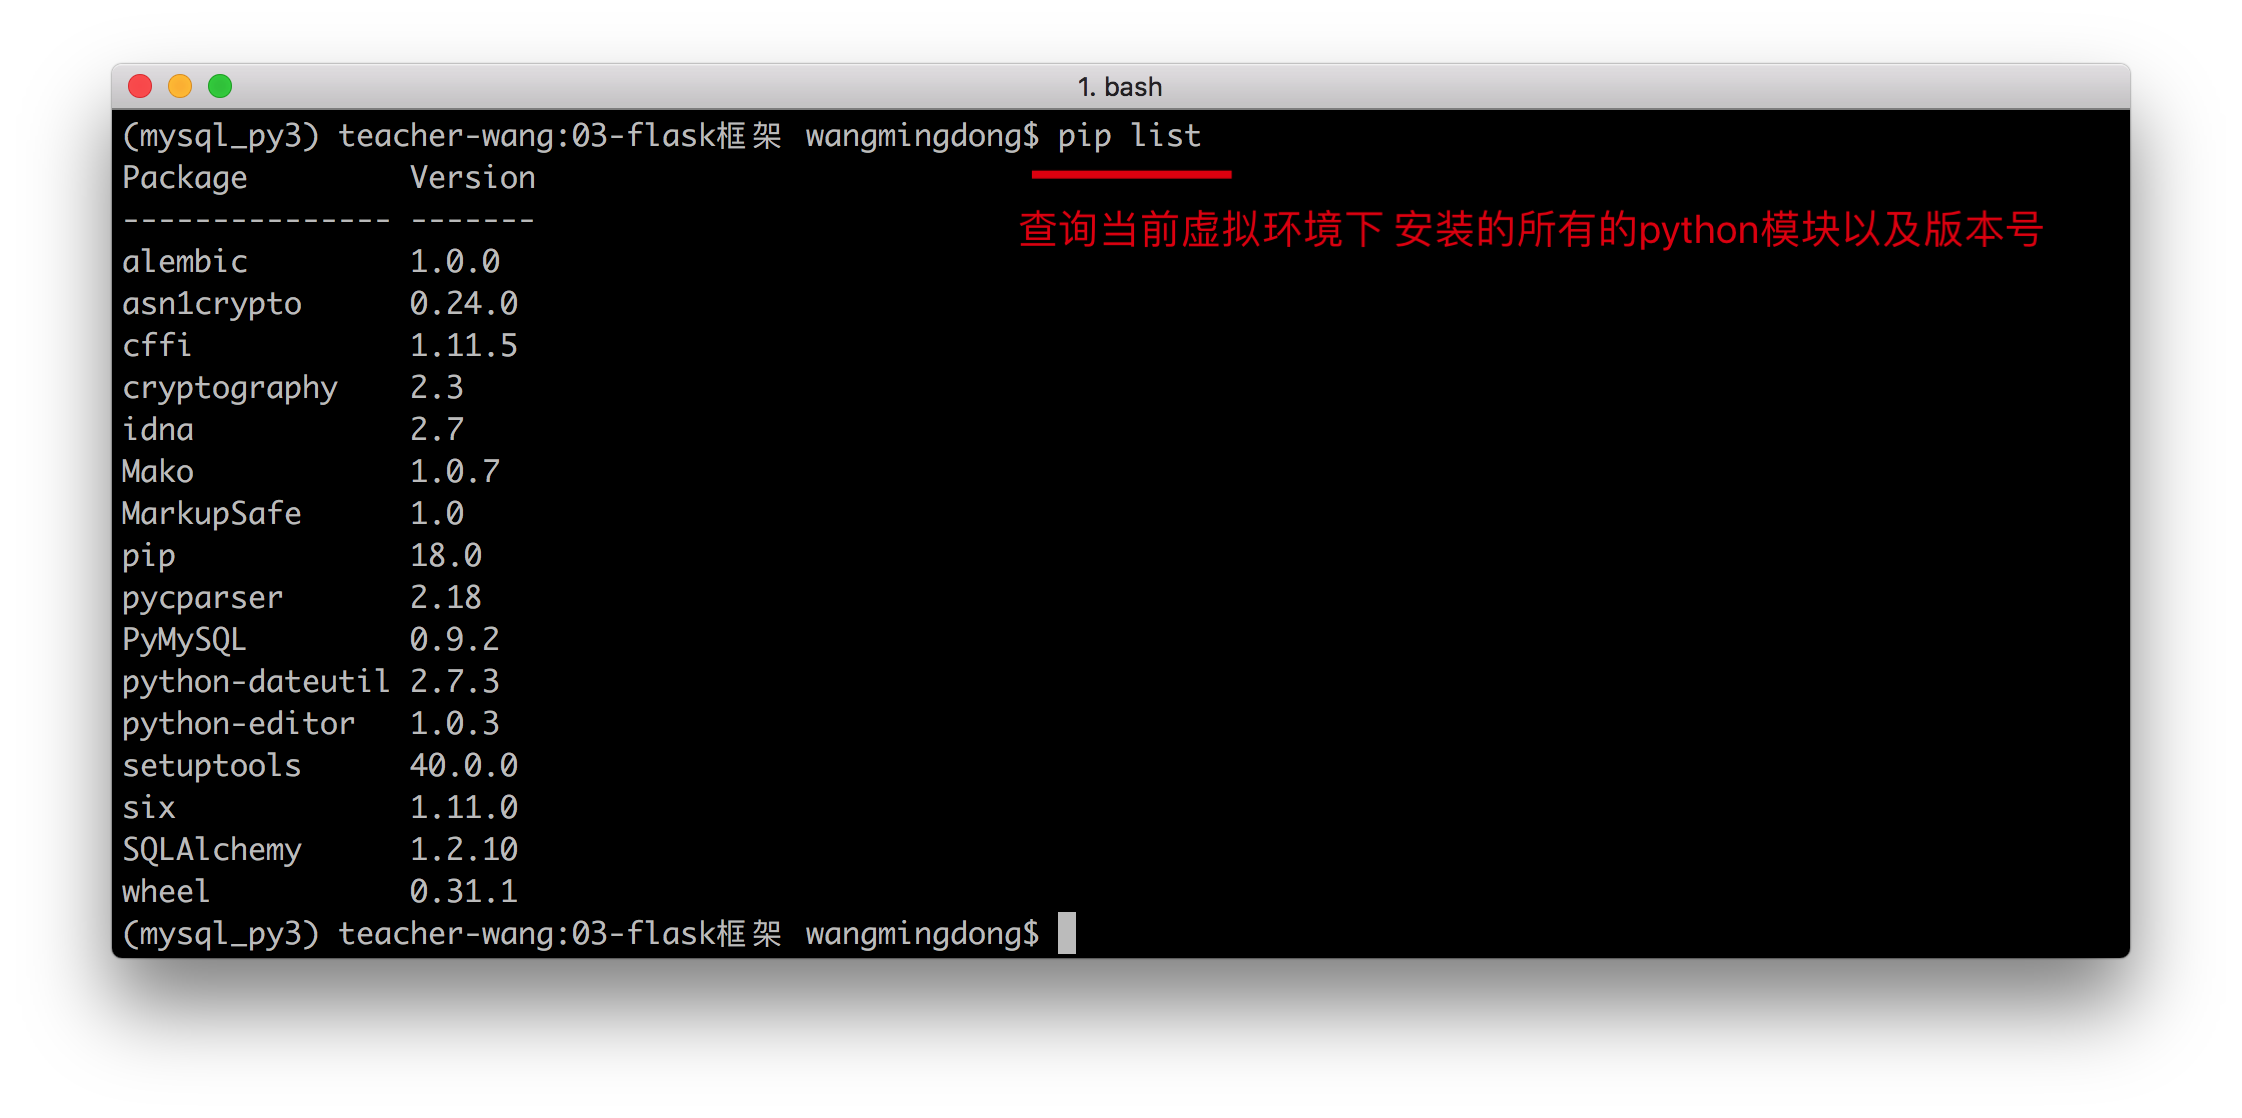 1. bash
(mysql_py3) teacher-wang:03-flask框架 wangmingdong$ pip list
Package         Version
--------------- -------
查询当前虚拟环境下 安装的所有的python模块以及版本号
alembic         1.0.0
asn1crypto      0.24.0
cffi            1.11.5
cryptography    2.3
idna            2.7
Mako            1.0.7
MarkupSafe      1.0
pip             18.0
pycparser       2.18
PyMySQL         0.9.2
python-dateutil 2.7.3
python-editor   1.0.3
setuptools      40.0.0
six             1.11.0
SQLAlchemy      1.2.10
wheel           0.31.1
(mysql_py3) teacher-wang:03-flask框架 wangmingdong$